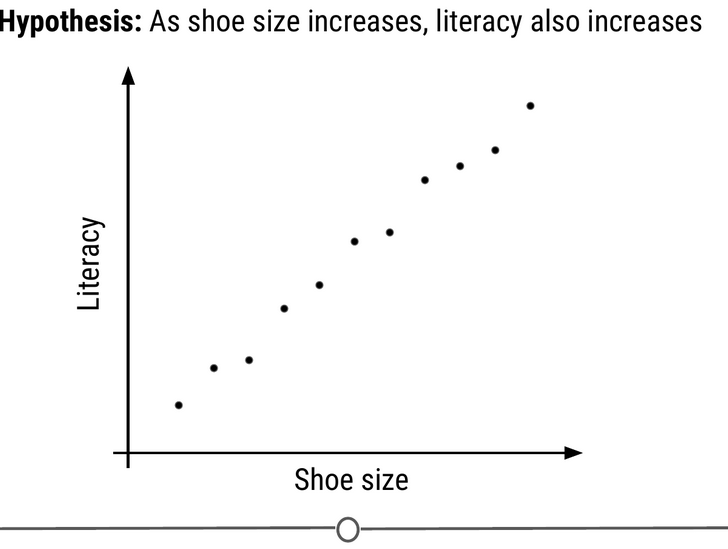 Hypothesis: As shoe size increases, literacy also increases
Literacy
Shoe size